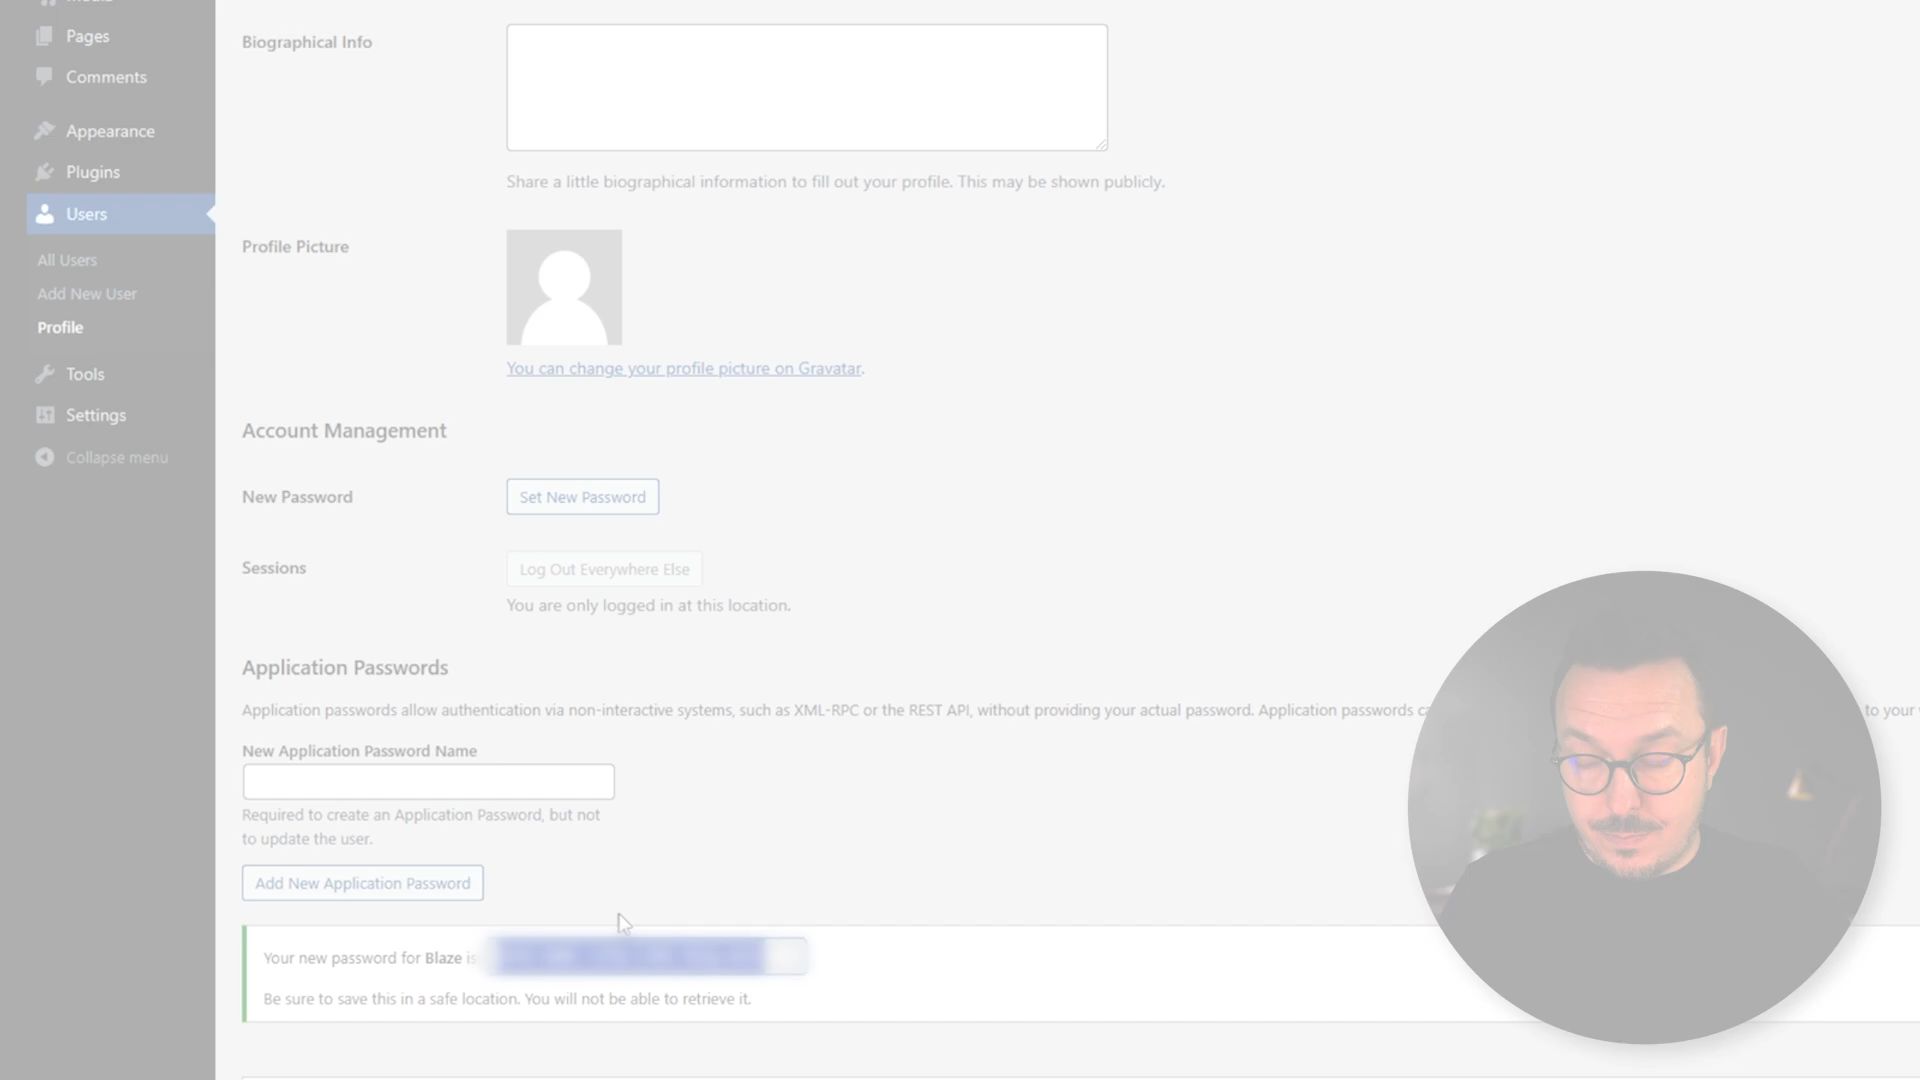 Media
Pages
Comments
Appearance
Plugins
Users
All Users
Add New User
Profile
Tools
Settings
Collapse menu
Biographical Info
Share a little biographical information to fill out your profile. This may be shown publicly.
Profile Picture
You can change your profile picture on Gravatar.
Account Management
New Password
Set New Password
Sessions
Log Out Everywhere Else
You are only logged in at this location.
Application Passwords
Application passwords allow authentication via non-interactive systems, such as XML-RPC or the REST API, without providing your actual password. Application passwords to your
New Application Password Name
Required to create an Application Password, but not
to update the user.
Add New Application Password
Your new password for Blaze is
Be sure to save this in a safe location. You will not be able to retrieve it.